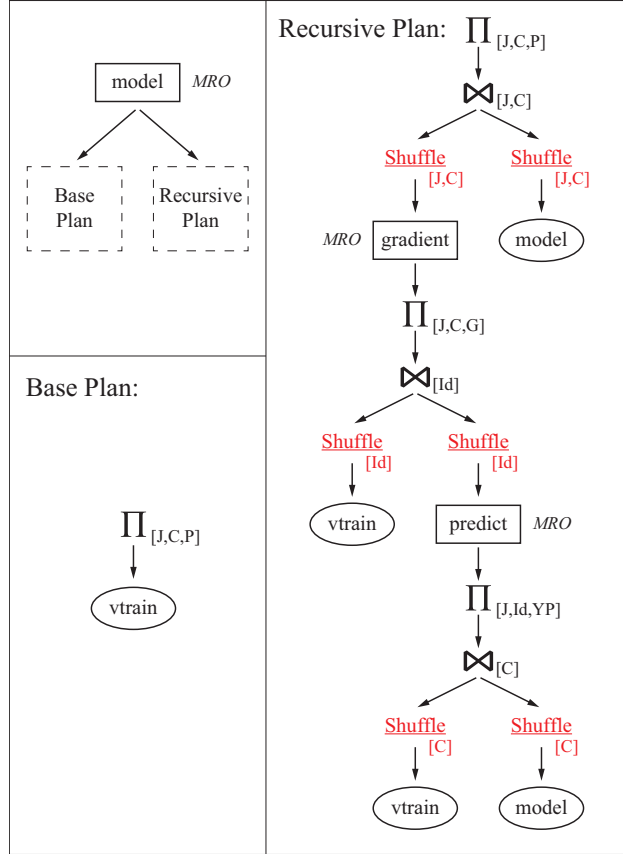 model MRO
Base
Plan
Recursive
Plan
Base Plan:
∏[J,C,P]
vtrain
Recursive Plan:
∏[J,C,P]
⋈[J,C]
Shuffle[J,C] Shuffle[J,C]
MRO gradient model
∏[J,C,G]
⋈[Id]
Shuffle[Id] Shuffle[Id]
vtrain predict MRO
∏[J,Id,YP]
⋈[C]
Shuffle[C] Shuffle[C]
vtrain model